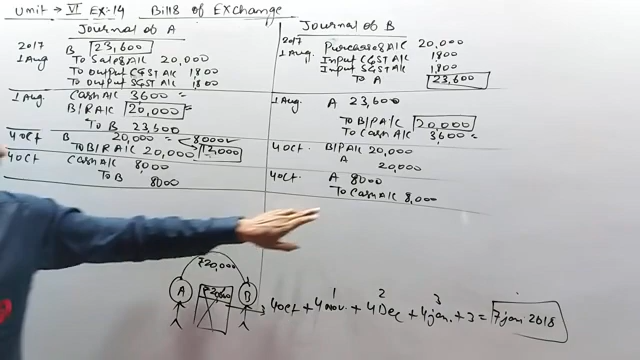 Unit → VI Ex-14 Bills of Exchange
Journal of A
2017 B 23,600
1 Aug To Sales A/c 20,000
To Output CGST A/c 1800
To Output SGST A/c 1800
1 Aug. Cash A/c 3600 =
B/R A/c 20,000 =
To B 23,600
4 Oct B 20,000 = 8000
To B/R A/c 20,000 12,000
4 Oct Cash A/c 8000
To B 8000
Journal of B
2017
1 Aug. Purchases A/c 20,000
Input CGST A/c 1800
Input SGST A/c 1,800
To A 23,600
1 Aug. A 23,600
To B/P A/c 20,000
To Cash A/c 3,600 =
4 Oct. B/P A/c 20,000
A 20,000
4 Oct. A 8000
To Cash A/c 8,000
₹20,000
A B
4 Oct + 4 Nov. + 4 Dec + 4 Jan. + 3 = 7 Jan 2018
1 2 3